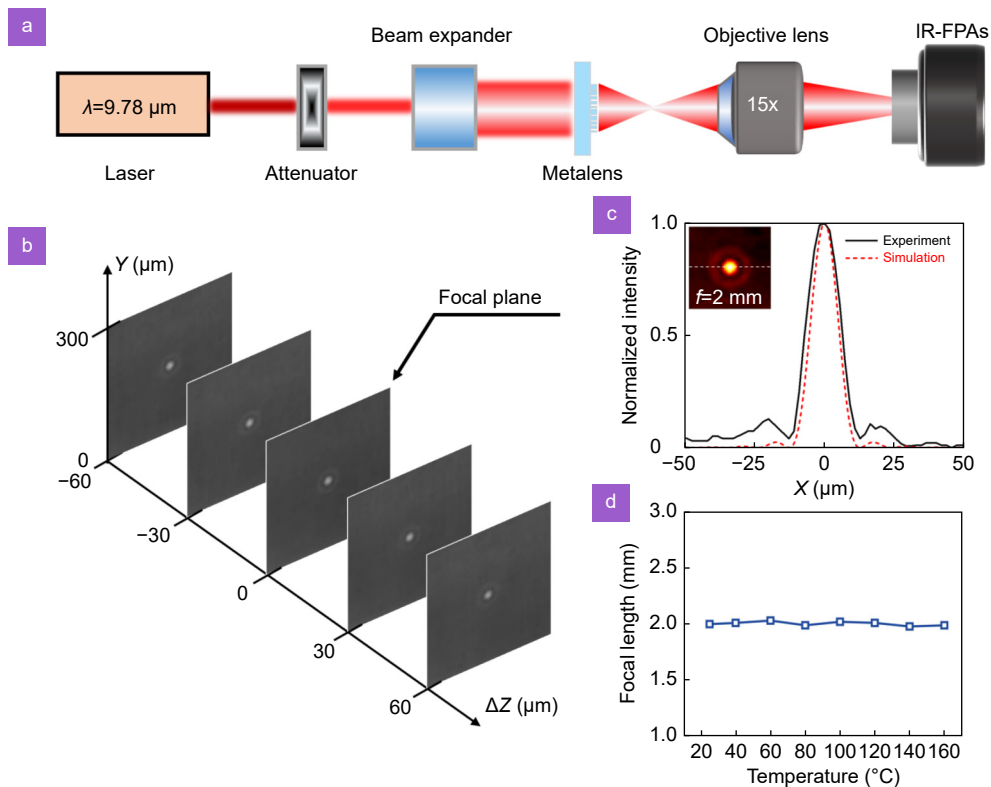 a
Beam expander
Objective lens
IR-FPAs
λ=9.78 μm
15x
Laser
Attenuator
Metalens
b
Y (μm)
300
0
−60
−30
0
30
60
ΔZ (μm)
Focal plane
c
Normalized intensity
1.0
0.5
0
Experiment
Simulation
f=2 mm
−50
−25
0
25
50
X (μm)
d
Focal length (mm)
3.0
2.5
2.0
1.5
1.0
20 40 60 80 100 120 140 160
Temperature (°C)